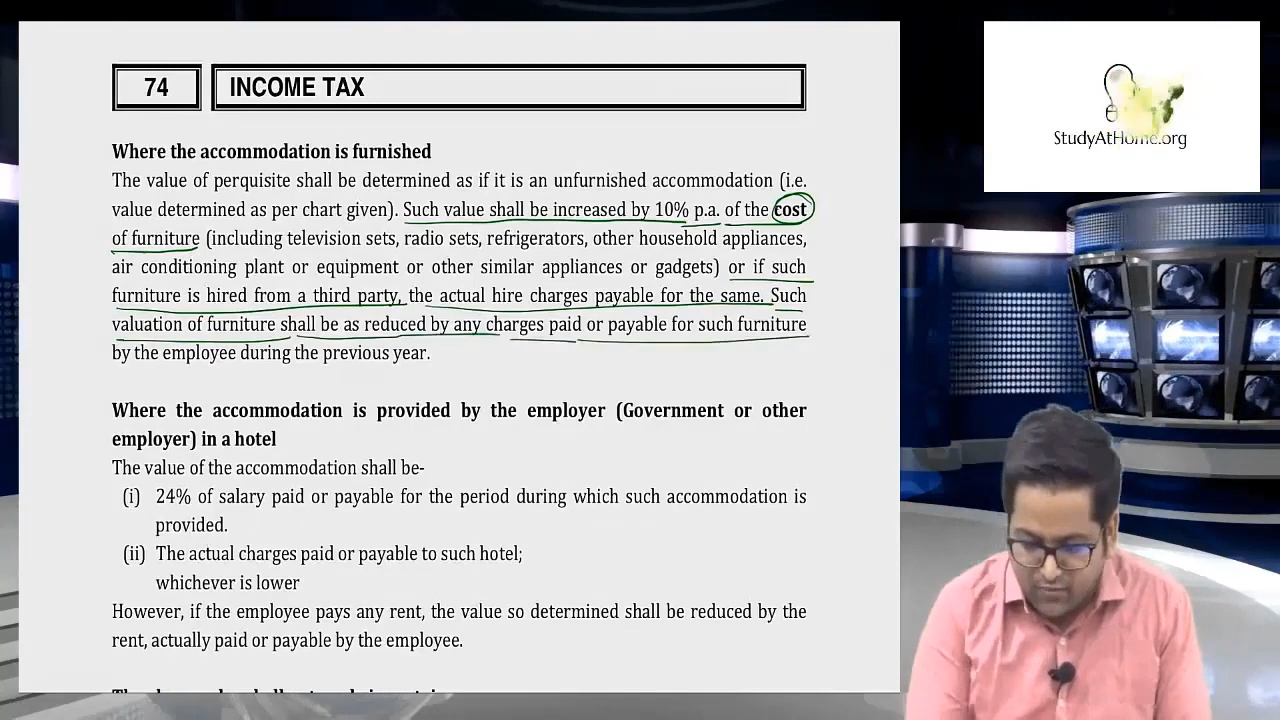 74
INCOME TAX
StudyAtHome.org
Where the accommodation is furnished
The value of perquisite shall be determined as if it is an unfurnished accommodation (i.e.
value determined as per chart given). Such value shall be increased by 10% p.a. of the cost
of furniture (including television sets, radio sets, refrigerators, other household appliances,
air conditioning plant or equipment or other similar appliances or gadgets) or if such
furniture is hired from a third party, the actual hire charges payable for the same. Such
valuation of furniture shall be as reduced by any charges paid or payable for such furniture
by the employee during the previous year.
Where the accommodation is provided by the employer (Government or other
employer) in a hotel
The value of the accommodation shall be-
(i) 24% of salary paid or payable for the period during which such accommodation is
provided.
(ii) The actual charges paid or payable to such hotel;
whichever is lower
However, if the employee pays any rent, the value so determined shall be reduced by the
rent, actually paid or payable by the employee.